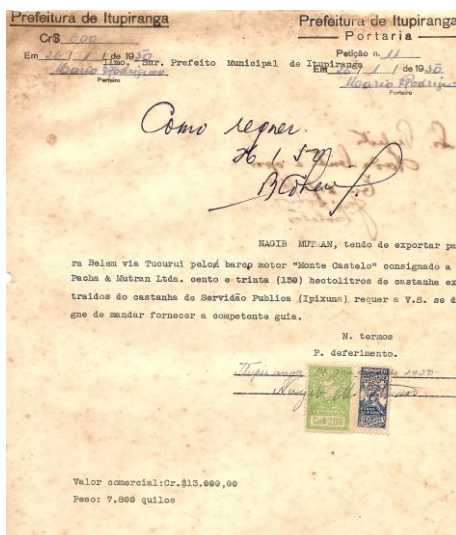 Prefeitura de Itupiranga
Cr$
Em 26 / 1 / de 1950
Mario Rodrigues
Porteiro
Prefeitura de Itupiranga
Portaria
Petição n. 11
Em 26 / 1 / de 1950
Mario Rodrigues
Porteiro
Ilmo. Snr. Prefeito Municipal de Itupiranga
Como requer.
26/1/50
NAGIB MUTRAN, tendo de exportar pa
ra Belem via Tucurui pelo barco motor "Monte Castelo" consignado a
Pacha & Mutran Ltda. cento e trinta (130) hectolitros de castanha ex
traidos do castanha de Servidão Publica (Ipixuna) requer a V.S. se d
gne de mandar fornecer a competente guia.
N. termos
P. deferimento.
Itupiranga de 1950
Valor comercial:Cr.$13.000,00
Peso: 7.800 quilos